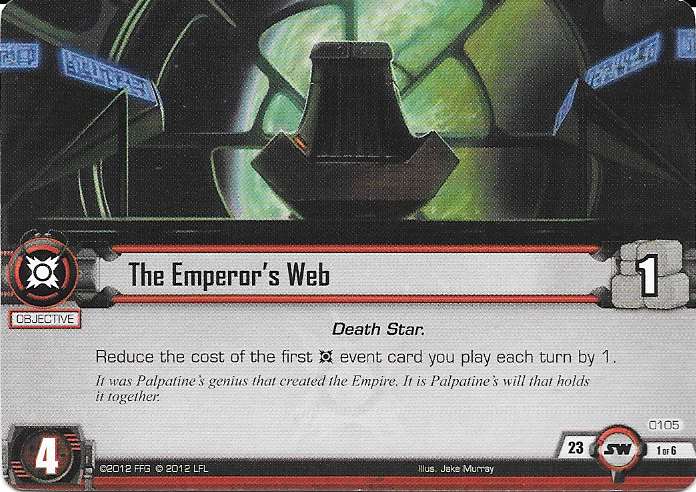 The Emperor's Web
1
OBJECTIVE
Death Star.
Reduce the cost of the first event card you play each turn by 1.
It was Palpatine's genius that created the Empire. It is Palpatine's will that holds
it together.
0105
4
23 SW 1 OF 6
©2012 FFG © 2012 LFL Illus. Jake Murray